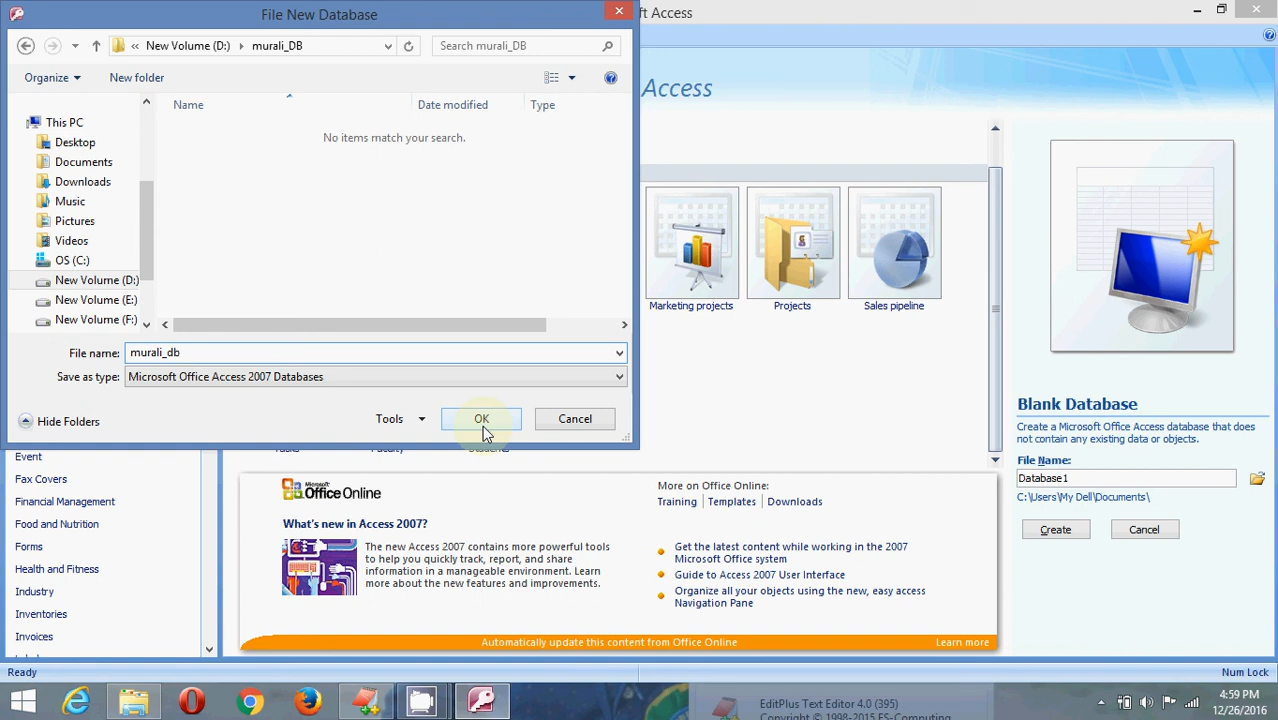 File New Database
ft Access
New Volume (D:)
murali_DB
Search murali_DB
Organize
New folder
Name
Date modified
Type
No items match your search.
This PC
Desktop
Documents
Downloads
Music
Pictures
Videos
OS (C:)
New Volume (D:)
New Volume (E:)
New Volume (F:)
File name:
murali_db
Save as type:
Microsoft Office Access 2007 Databases
Hide Folders
Tools
OK
Cancel
Access
Marketing projects
Projects
Sales pipeline
Blank Database
Create a Microsoft Office Access database that does
not contain any existing data or objects.
File Name:
Database1
C:\Users\My Dell\Documents\
Create
Cancel
Event
Fax Covers
Financial Management
Food and Nutrition
Forms
Health and Fitness
Industry
Inventories
Invoices
Microsoft
Office Online
What's new in Access 2007?
The new Access 2007 contains more powerful tools
to help you quickly track, report, and share
information in a manageable environment. Learn
more about the new features and improvements.
More on Office Online:
Training | Templates | Downloads
Get the latest content while working in the 2007
Microsoft Office system
Guide to Access 2007 User Interface
Organize all your objects using the new, easy access
Navigation Pane
Automatically update this content from Office Online
Learn more
Ready
Num Lock
EditPlus Text Editor 4.0 (395)
Copyright © 1998-2015 ES-Computing
4:59 PM
12/26/2016